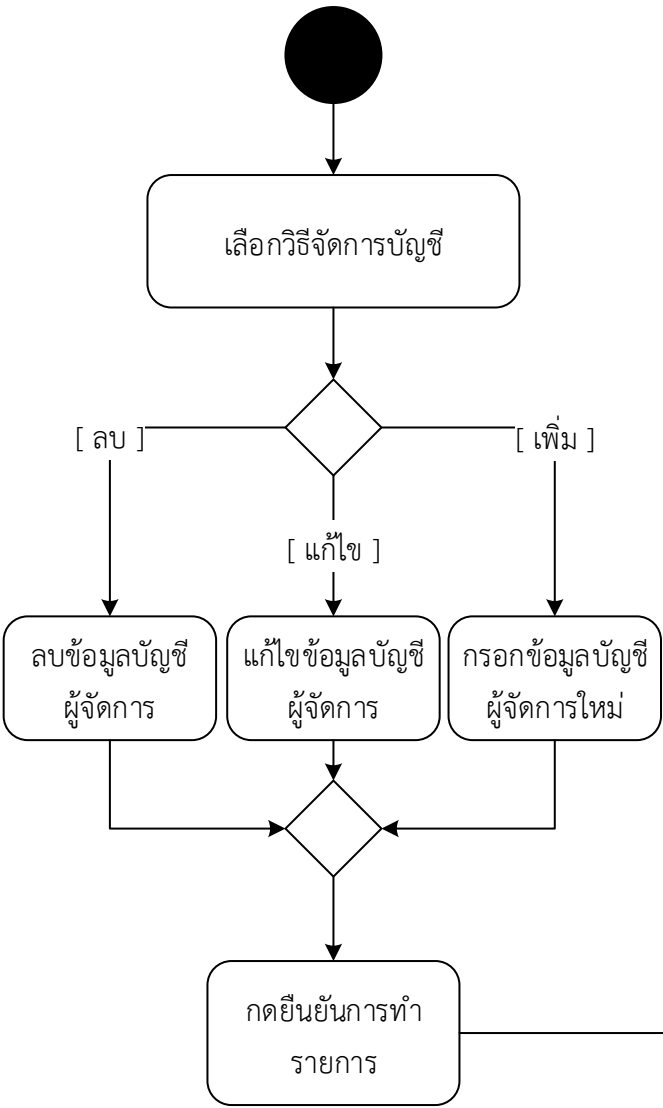 เลือกวิธีจัดการบัญชี
[ ลบ ]
[ เพิ่ม ]
[ แก้ไข ]
ลบข้อมูลบัญชี
ผู้จัดการ
แก้ไขข้อมูลบัญชี
ผู้จัดการ
กรอกข้อมูลบัญชี
ผู้จัดการใหม่
กดยืนยันการทำ
รายการ